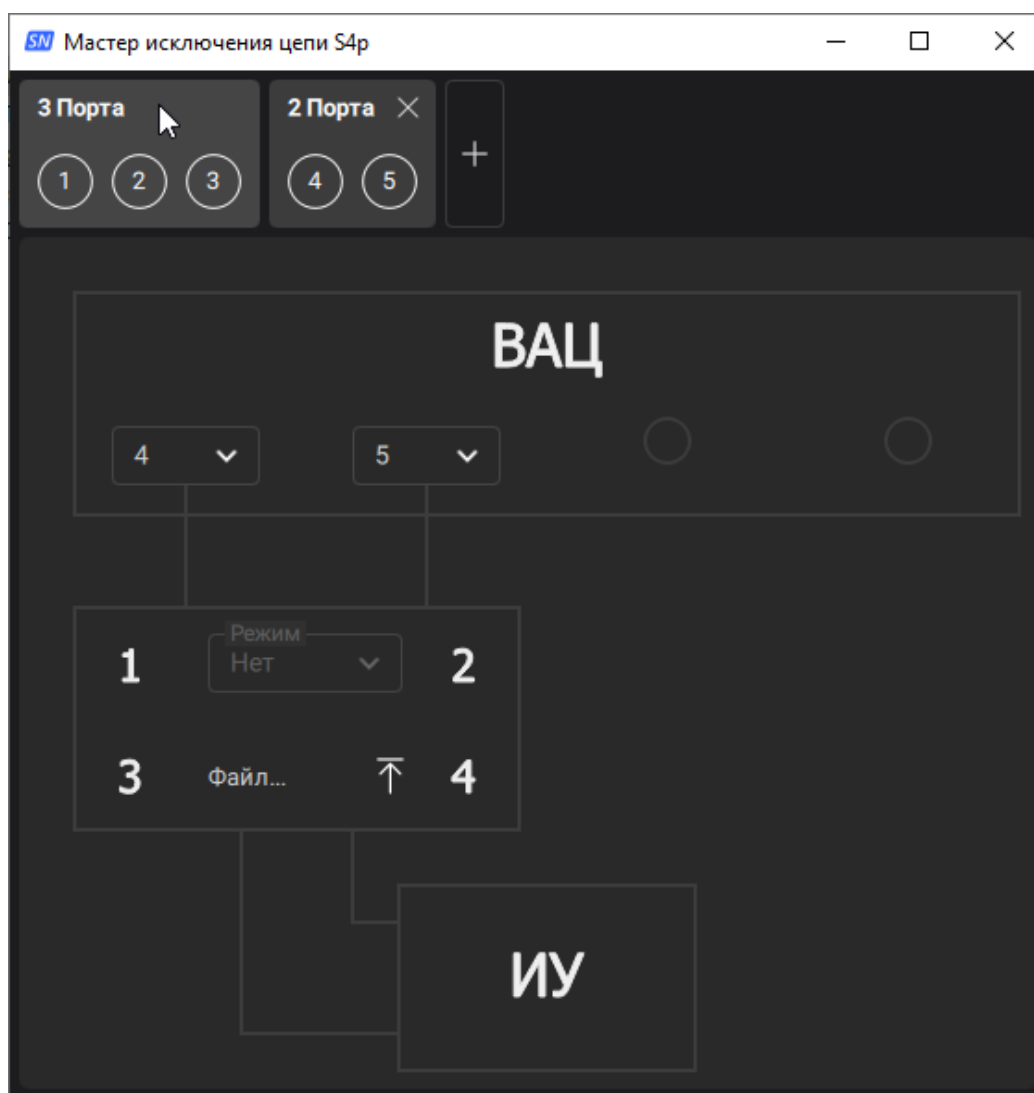 SN Мастер исключения цепи S4p
3 Порта
2 Порта
1 2 3
4 5
+
ВАЦ
4
5
Режим
1 Нет 2
3 Файл... 4
ИУ